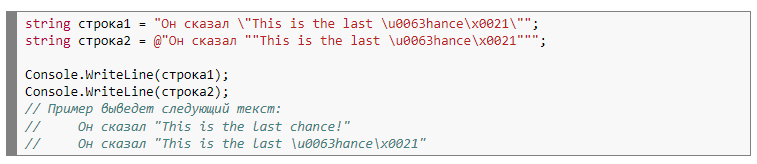 string строка1 = "Он сказал \"This is the last \u0063hance\x0021\"";
string строка2 = @"Он сказал ""This is the last \u0063hance\x0021""";
Console.WriteLine(строка1);
Console.WriteLine(строка2);
// Пример выведет следующий текст:
//     Он сказал "This is the last chance!"
//     Он сказал "This is the last \u0063hance\x0021"